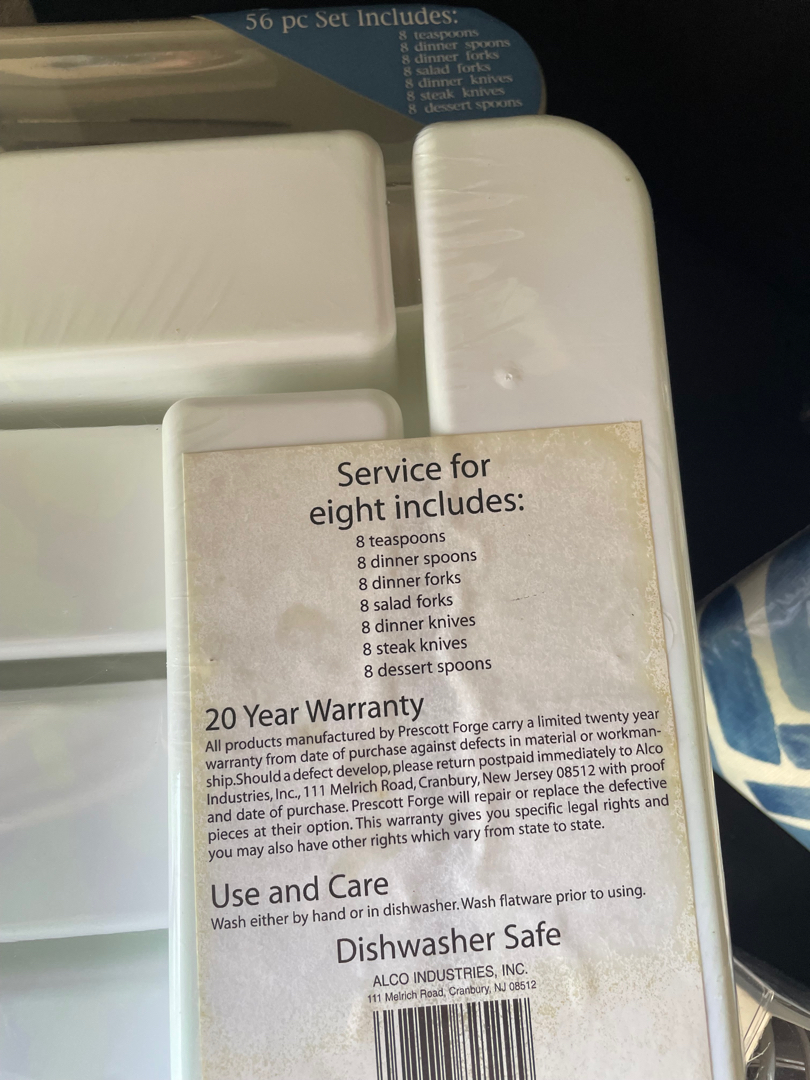 56 pc Set Includes:
8 teaspoons
8 dinner spoons
8 dinner forks
8 salad forks
8 dinner knives
8 steak knives
8 dessert spoons
Service for
eight includes:
8 teaspoons
8 dinner spoons
8 dinner forks
8 salad forks
8 dinner knives
8 steak knives
8 dessert spoons
20 Year Warranty
All products manufactured by Prescott Forge carry a limited twenty year
warranty from date of purchase against defects in material or workman-
ship.Should a defect develop, please return postpaid immediately to Alco
Industries, Inc., 111 Melrich Road, Cranbury, New Jersey 08512 with proof
and date of purchase. Prescott Forge will repair or replace the defective
pieces at their option. This warranty gives you specific legal rights and
you may also have other rights which vary from state to state.
Use and Care
Wash either by hand or in dishwasher. Wash flatware prior to using.
Dishwasher Safe
ALCO INDUSTRIES, INC.
111 Melrich Road, Cranbury, NJ 08512